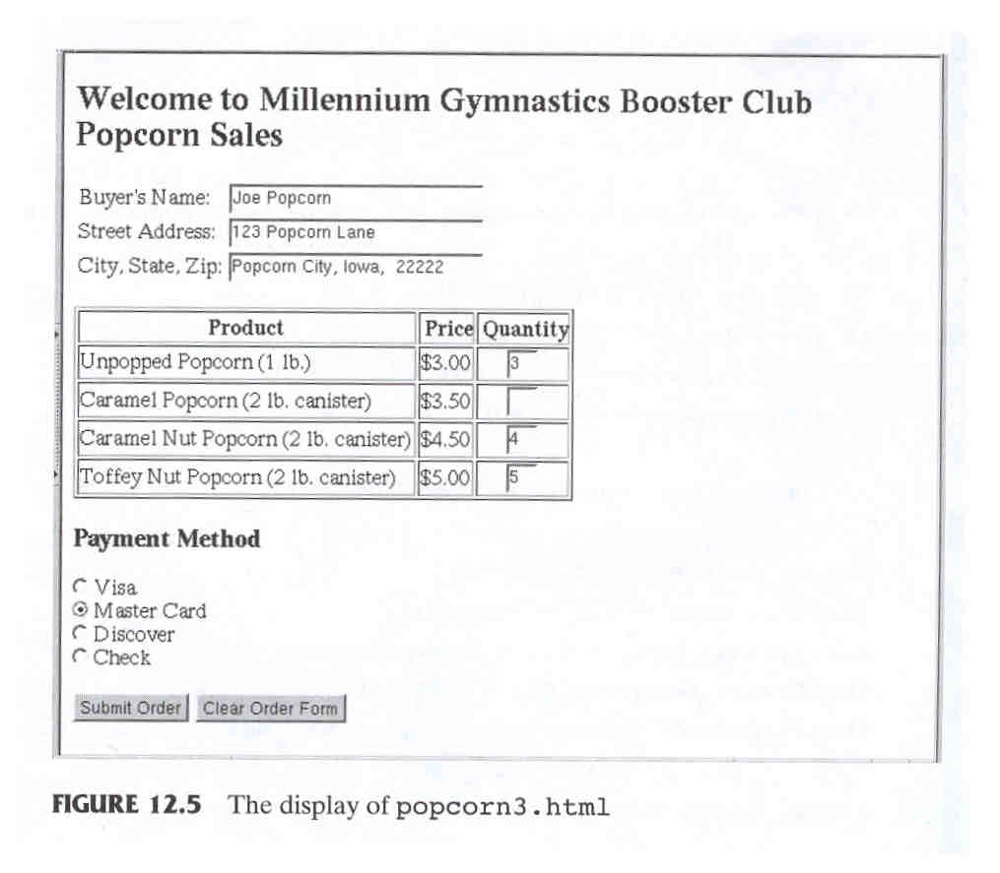 Welcome to Millennium Gymnastics Booster Club
Popcorn Sales
Buyer's Name: Joe Popcorn
Street Address: 123 Popcorn Lane
City, State, Zip: Popcorn City, Iowa, 22222
Product Price Quantity
Unpopped Popcorn (1 lb.) $3.00 3
Caramel Popcorn (2 lb. canister) $3.50
Caramel Nut Popcorn (2 lb. canister) $4.50 4
Toffey Nut Popcorn (2 lb. canister) $5.00 5
Payment Method
Visa
Master Card
Discover
Check
Submit Order Clear Order Form
FIGURE 12.5 The display of popcorn3.html